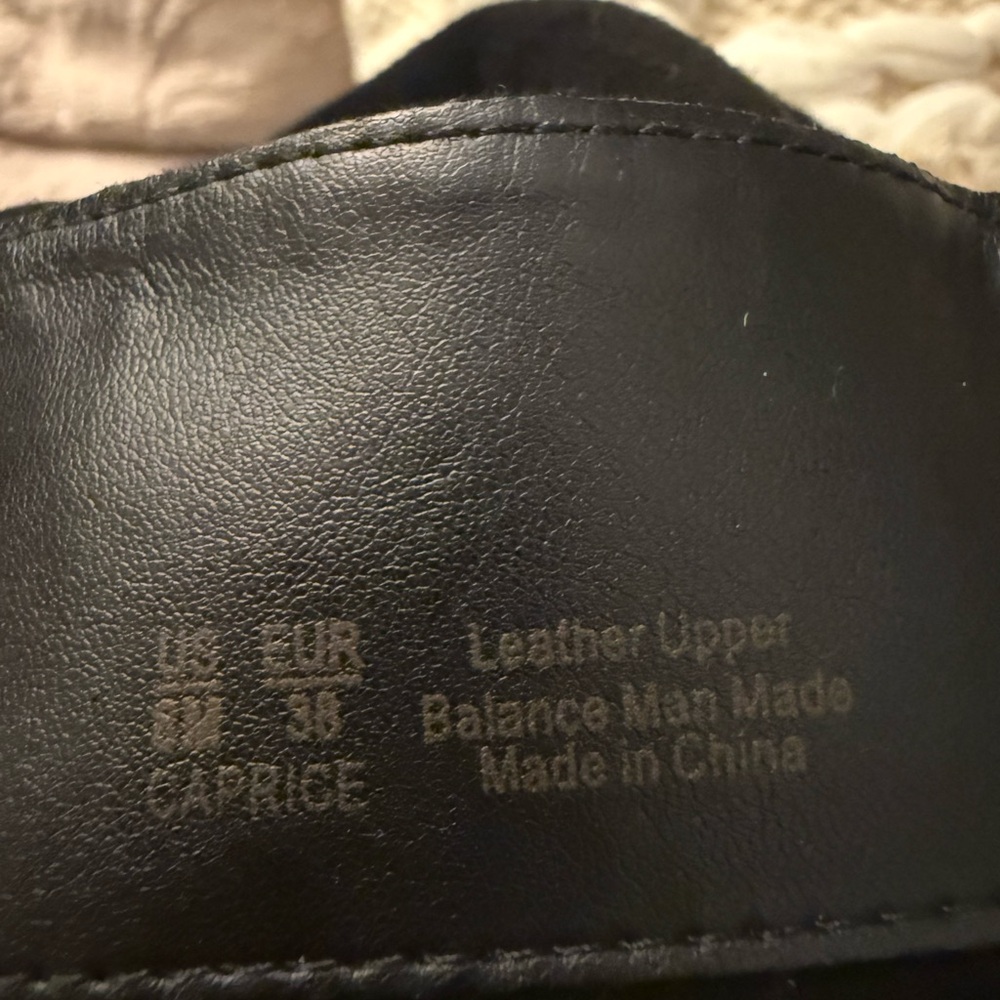 US EUR
8M 38
CAPRICE
Leather Upper
Balance Man Made
Made in China